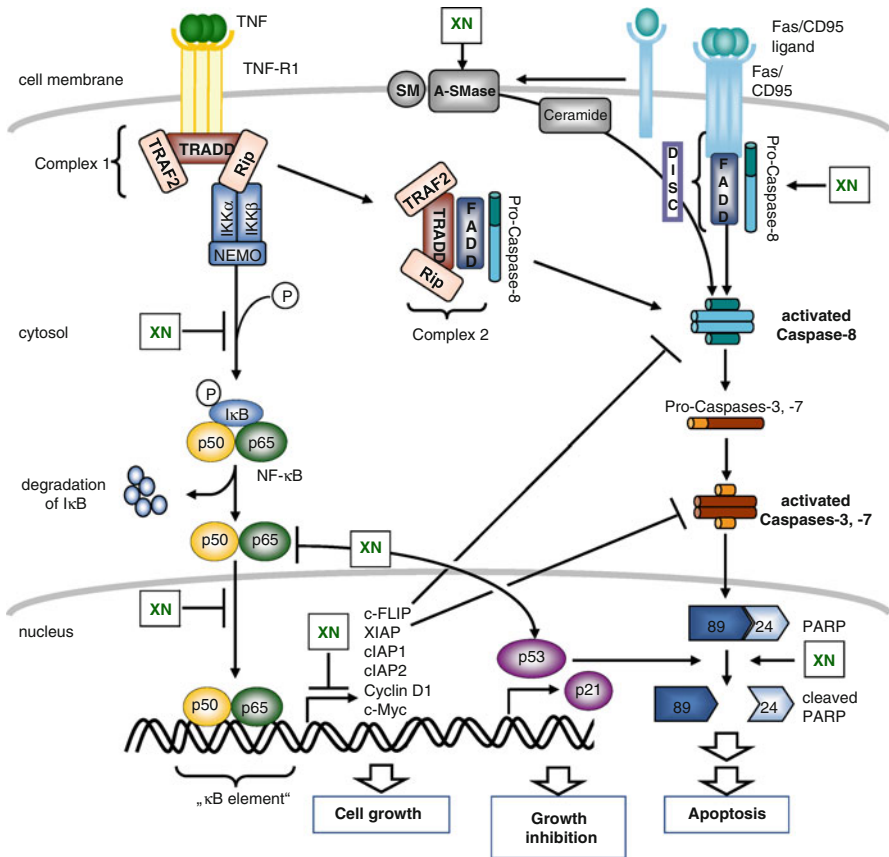 TNF
XN
Fas/CD95
ligand
TNF-R1
Fas/
CD95
cell membrane
SM
A-SMase
Ceramide
Complex 1
TRAF2
TRADD
Rip
IKKα
IKKβ
NEMO
DISC
FADD
Pro-Caspase-8
XN
TRAF2
TRADD
Rip
FADD
Pro-Caspase-8
Complex 2
P
XN
cytosol
activated
Caspase-8
P
IκB
p50
p65
NF-κB
Pro-Caspases-3, -7
degradation
of IκB
activated
Caspases-3, -7
p50
p65
XN
XN
nucleus
XN
c-FLIP
XIAP
cIAP1
cIAP2
Cyclin D1
c-Myc
p53
p21
89
24
PARP
XN
89
24
cleaved
PARP
p50
p65
„κB element“
Cell growth
Growth
inhibition
Apoptosis